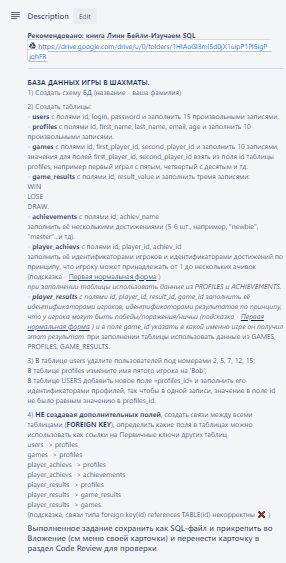 Description Edit
Рекомендовано: книга Линн Бейли-Изучаем SQL
https://drive.google.com/drive/u/0/folders/1HlAoGl3mI5d0jX1uipP1Pl5igP-
jqhFR
БАЗА ДАННЫХ ИГРЫ В ШАХМАТЫ.
1) Создать схему БД (название - ваша фамилия)
2) Создать таблицы:
- users с полями id, login, password и заполнить 15 произвольными записями.
- profiles с полями id, first_name, last_name, email, age и заполнить 10
произвольными записями.
- games с полями id, first_player_id, second_player_id и заполнить 10 записями,
значения для полей first_player_id, second_player_id взять из поля id таблицы
profiles, например первый играл с пятым, четвертый с десятым и тд.
- game_results с полями id, result_value и заполнить тремя записями:
WIN
LOSE
DRAW.
- achievements с полями id, achiev_name
заполнить её несколькими достижениями (5-6 шт., например, "newbie",
"master"...и тд).
- player_achievs с полями id, player_id, achiev_id
заполнить её идентификаторами игроков и идентификаторами достижений по
принципу, что игроку может принадлежать от 1 до нескольких ачивок
(подсказка - Первая нормальная форма )
при заполнении таблицы использовать данные из PROFILES и ACHIEVEMENTS.
- player_results с полями id, player_id, result_id, game_id заполнить её
идентификаторами игроков, идентификаторами результатов по принципу,
что у игрока могут быть победы/поражения/ничьи (подсказка - Первая
нормальная форма ) и в поле game_id указать в какой именно игре он получил
этот результат. при заполнении таблицы использовать данные из GAMES,
PROFILES, GAME_RESULTS.
3) В таблице users удалите пользователей под номерами 2, 5, 7, 12, 15;
В таблице profiles измените имя пятого игрока на 'Bob';
В таблице USERS добавить новое поле «profiles_id» и заполнить его
идентификаторами профилей, так чтобы в одной записи, значение в поле id
не было равным значению в profiles_id.
4) НЕ создавая дополнительных полей, создать связи между всеми
таблицами (FOREIGN KEY), определить какие поля в таблицах можно
использовать как ссылки на Первичные ключи других таблиц
users -> profiles
games -> profiles
player_achievs -> profiles
player_achievs -> achievements
player_results -> profiles
player_results -> game_results
player_results -> games.
(подсказка, связи типа foreign key(id) references TABLE(id) некорректны ❌ )
Выполненное задание сохранить как SQL-файл и прикрепить во
Вложение (см меню своей карточки) и перенести карточку в
раздел Code Review для проверки